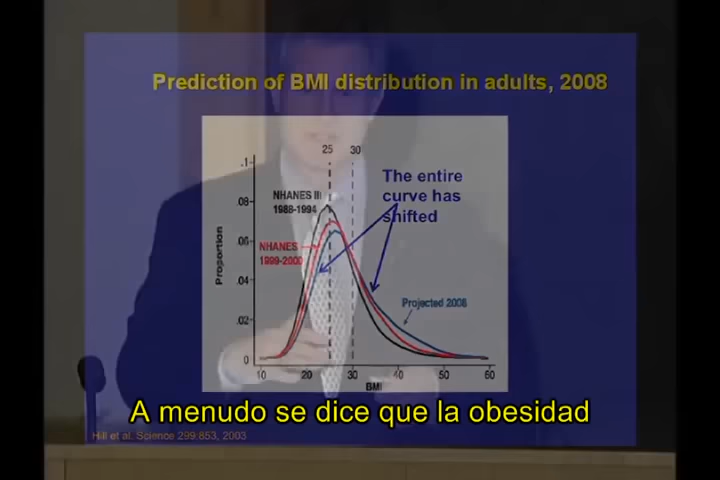 Prediction of BMI distribution in adults, 2008
25 30
The entire
curve has
shifted
.1
NHANES III
1988-1994
.08
NHANES
1999-2000
.06
Proportion
.04
Projected 2008
.02
0
10 20 30 40 50 60
BMI
A menudo se dice que la obesidad
Hill et al. Science 299:853, 2003